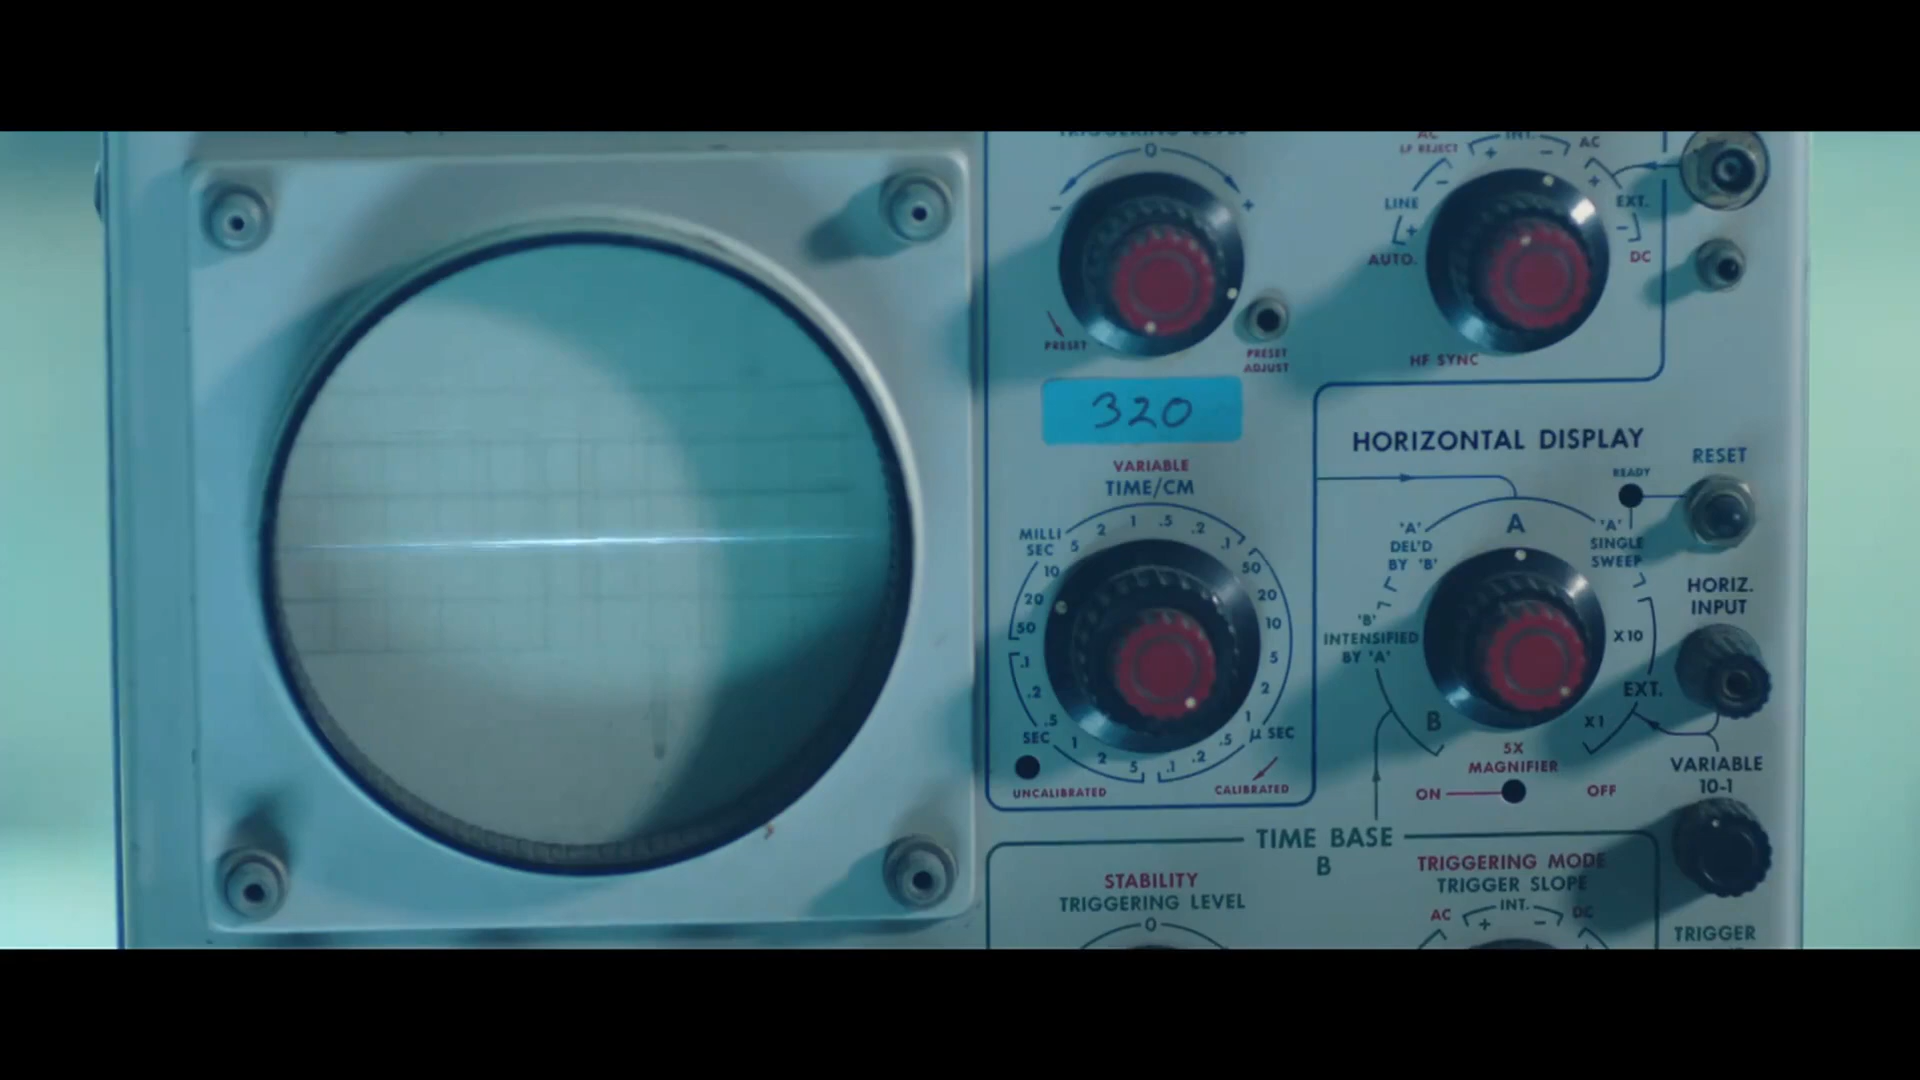 TRIGGERING LEVEL
0
- +
PRESET
PRESET
ADJUST
AC
LF REJECT
INT.
+ -
AC
- +
LINE
EXT.
+ -
AUTO.
DC
HF SYNC
320
VARIABLE
TIME/CM
MILLI
SEC
5 2 1 .5 .2 .1
10
20
50
.1
.2
.5
SEC
1 2 5
50
20
10
5
2
1
.5
µ SEC
.1 .2
UNCALIBRATED
CALIBRATED
HORIZONTAL DISPLAY
READY
RESET
A
'A'
DEL'D
BY 'B'
'A'
SINGLE
SWEEP
'B'
INTENSIFIED
BY 'A'
B
X10
EXT.
X1
HORIZ.
INPUT
5X
MAGNIFIER
ON OFF
VARIABLE
10-1
TIME BASE
B
STABILITY
TRIGGERING LEVEL
0
TRIGGERING MODE
TRIGGER SLOPE
AC
INT.
+ -
DC
+
TRIGGER